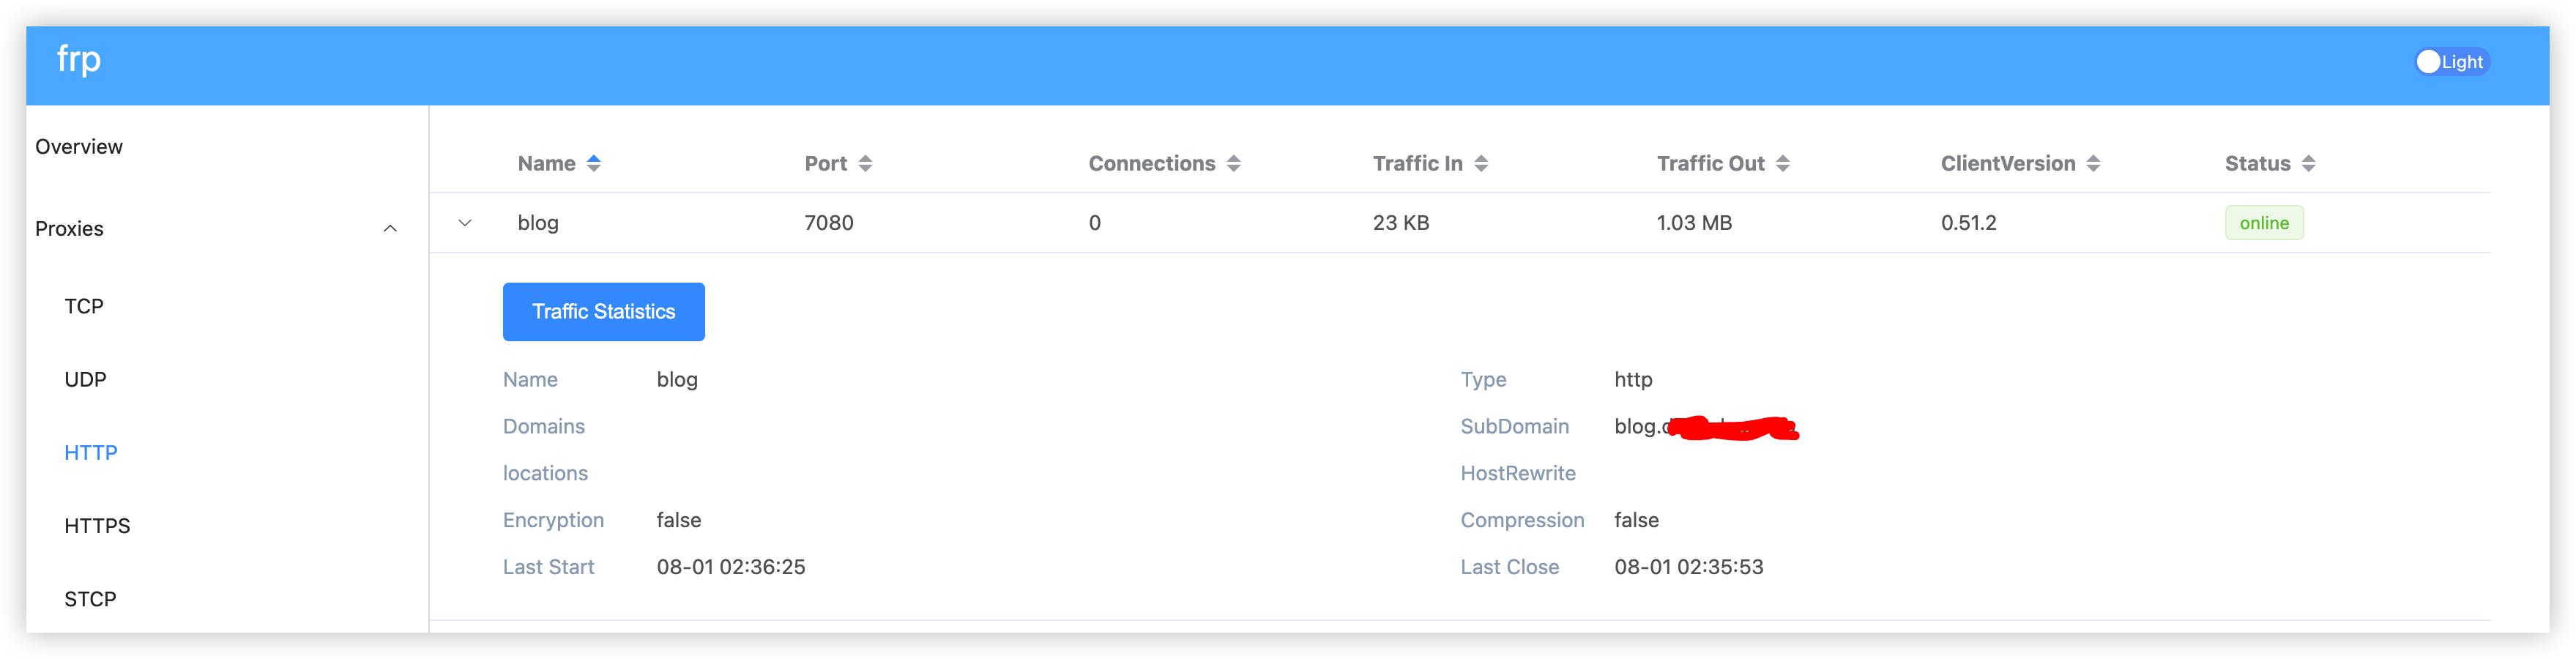 frp
Light
Overview
Proxies
TCP
UDP
HTTP
HTTPS
STCP
Name Port Connections Traffic In Traffic Out ClientVersion Status
blog 7080 0 23 KB 1.03 MB 0.51.2 online
Traffic Statistics
Name blog Type http
Domains SubDomain blog.
locations HostRewrite
Encryption false Compression false
Last Start 08-01 02:36:25 Last Close 08-01 02:35:53